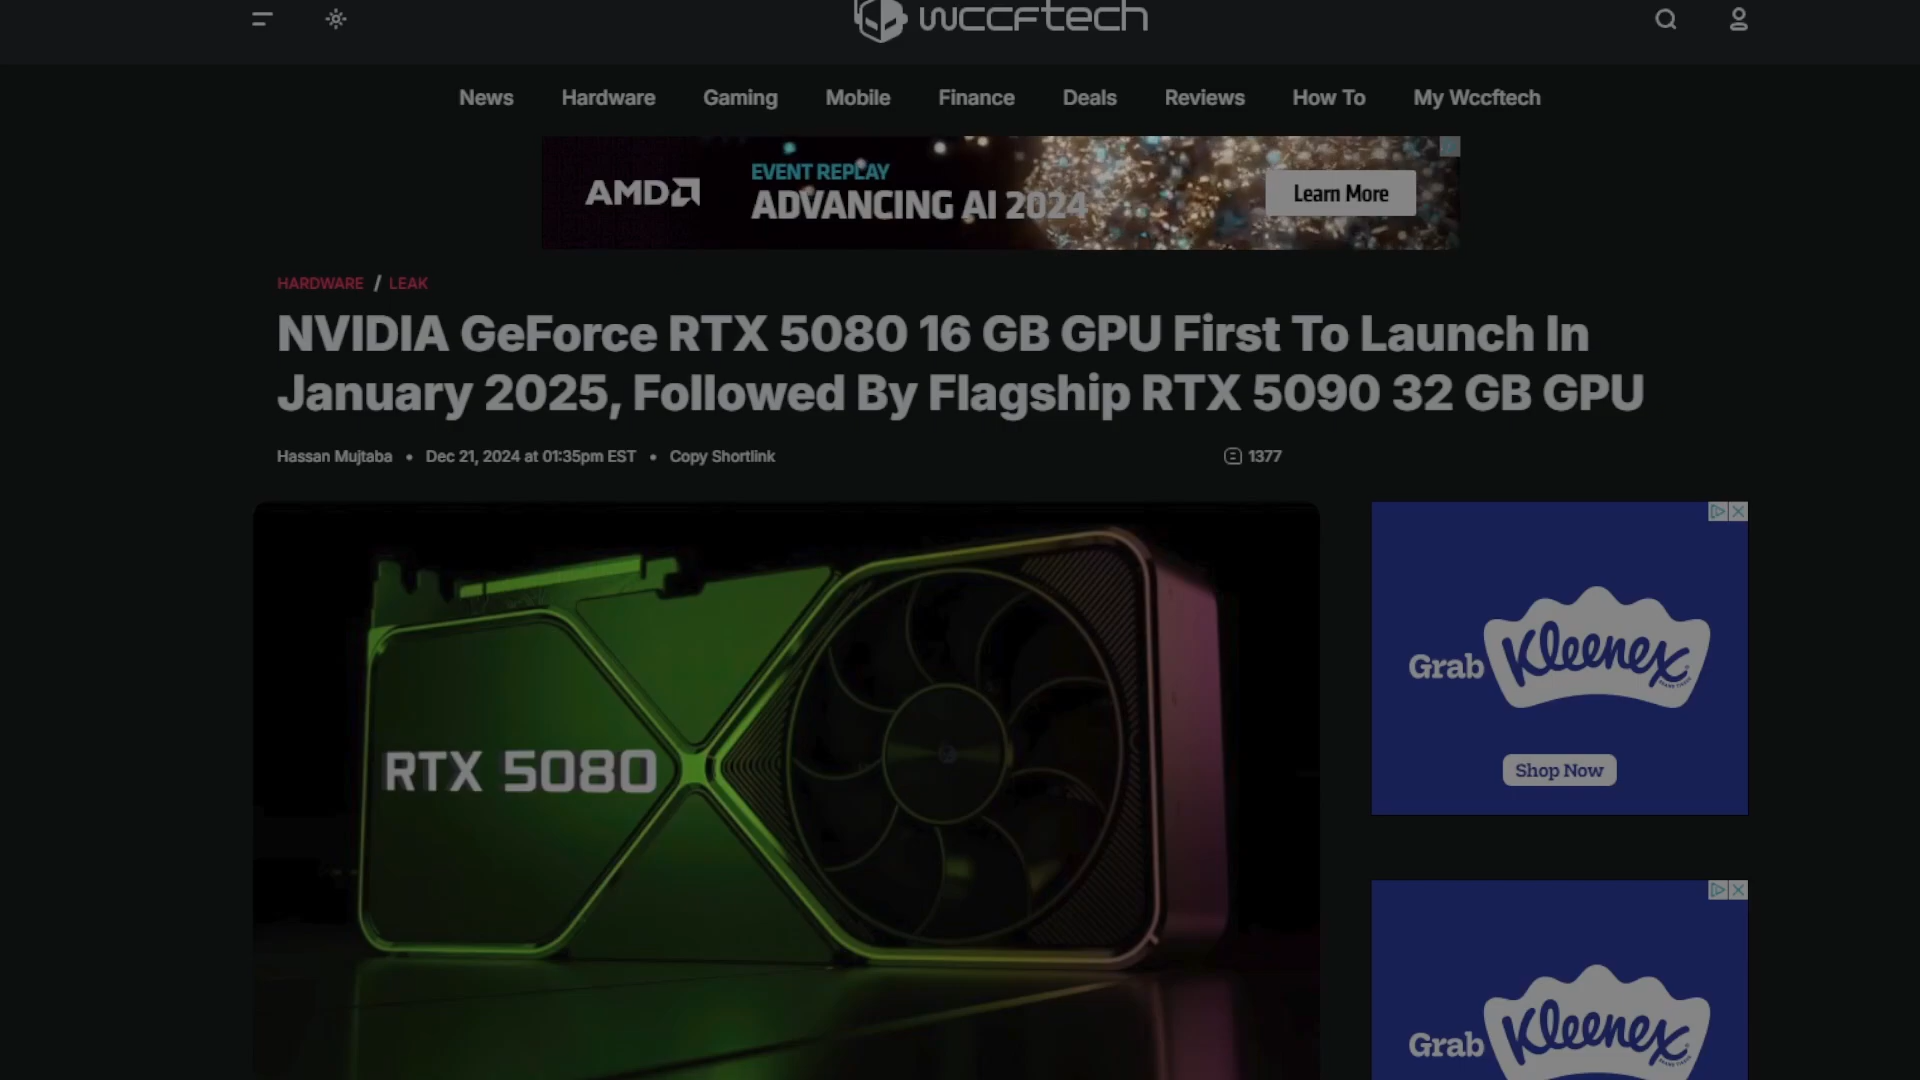 wccftech
News Hardware Gaming Mobile Finance Deals Reviews How To My Wccftech
AMD
EVENT REPLAY
ADVANCING AI 2024
Learn More
HARDWARE / LEAK
NVIDIA GeForce RTX 5080 16 GB GPU First To Launch In
January 2025, Followed By Flagship RTX 5090 32 GB GPU
Hassan Mujtaba • Dec 21, 2024 at 01:35pm EST • Copy Shortlink 1377
RTX 5080
Grab Kleenex
Shop Now
Grab Kleenex